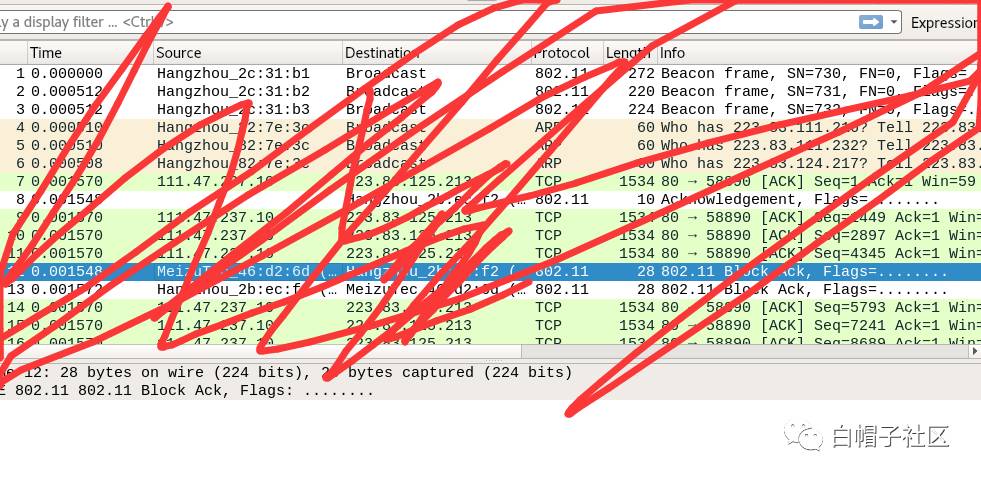 y a display filter ... <Ctrl-/> Expression
Time Source Destination Protocol Length Info
1 0.000000 Hangzhou_2c:31:b1 Broadcast 802.11 272 Beacon frame, SN=730, FN=0, Flags=
2 0.000512 Hangzhou_2c:31:b2 Broadcast 802.11 220 Beacon frame, SN=731, FN=0, Flags=.
3 0.000512 Hangzhou_2c:31:b3 Broadcast 802.11 224 Beacon frame, SN=732, FN=0, Flags=.
4 0.000510 Broadcast ARP 60 Who has Tell 223.83.
5 0.000510 Hangzhou_82:7e:3c Broadcast ARP 60 Who has 223.83.111.232? Tell 223.83.
6 0.000508 Hangzhou_82:7e:3c Broadcast ARP 60 Who has 223.83.124.217? Tell 223.83.
7 0.001570 111.47.237.10 223.83.125.213 TCP 1534 80 → 58890 [ACK] Seq=1 Ack=1 Win=59
8 0.001548 Hangzhou_2b:ec:f2 (… 802.11 10 Acknowledgement, Flags=........
9 0.001570 111.47.237.10 223.83.125.213 TCP 1534 80 → 58890 [ACK] Seq=1449 Ack=1 Win=
10 0.001570 111.47.237.10 223.83.125.213 TCP 1534 80 → 58890 [ACK] Seq=2897 Ack=1 Win=
11 0.001570 111.47.237.10 223.83.125.213 TCP 1534 80 → 58890 [ACK] Seq=4345 Ack=1 Win=
12 0.001548 MeizuTec_46:d2:6d (… Hangzhou_2b:ec:f2 (… 802.11 28 802.11 Block Ack, Flags=........
13 0.001572 Hangzhou_2b:ec:f2 (… MeizuTec_46:d2:6d (… 802.11 28 802.11 Block Ack, Flags=........
14 0.001570 111.47.237.10 223.83.125.213 TCP 1534 80 → 58890 [ACK] Seq=5793 Ack=1 Win=
15 0.001570 111.47.237.10 223.83.125.213 TCP 1534 80 → 58890 [ACK] Seq=7241 Ack=1 Win=
16 0.001570 111.47.237.10 223.83.125.213 TCP 1534 80 → 58890 [ACK] Seq=8689 Ack=1 Win=
me 12: 28 bytes on wire (224 bits), 28 bytes captured (224 bits)
E 802.11 802.11 Block Ack, Flags: ........
白帽子社区